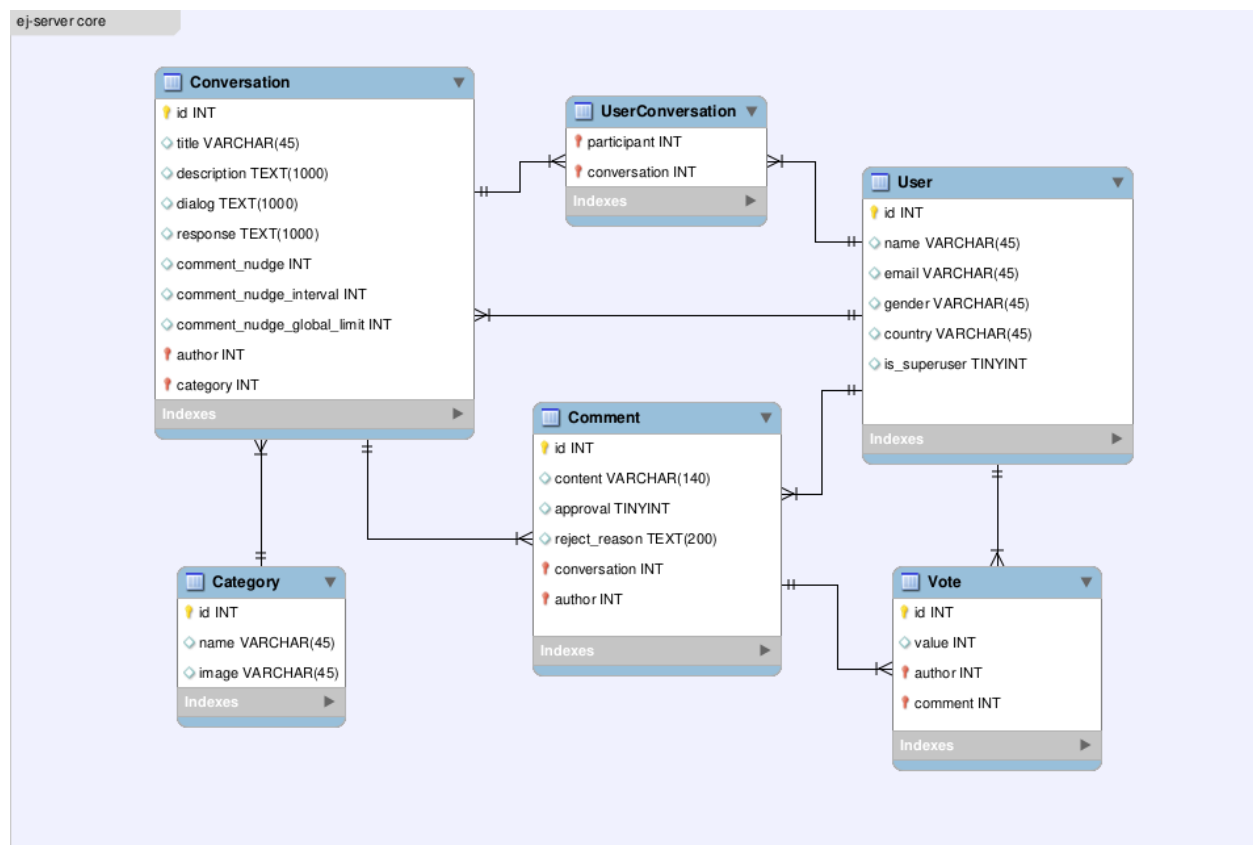 ej-server core
Conversation
id INT
title VARCHAR(45)
description TEXT(1000)
dialog TEXT(1000)
response TEXT(1000)
comment_nudge INT
comment_nudge_interval INT
comment_nudge_global_limit INT
author INT
category INT
Indexes
UserConversation
participant INT
conversation INT
Indexes
User
id INT
name VARCHAR(45)
email VARCHAR(45)
gender VARCHAR(45)
country VARCHAR(45)
is_superuser TINYINT
Indexes
Comment
id INT
content VARCHAR(140)
approval TINYINT
reject_reason TEXT(200)
conversation INT
author INT
Indexes
Category
id INT
name VARCHAR(45)
image VARCHAR(45)
Indexes
Vote
id INT
value INT
author INT
comment INT
Indexes